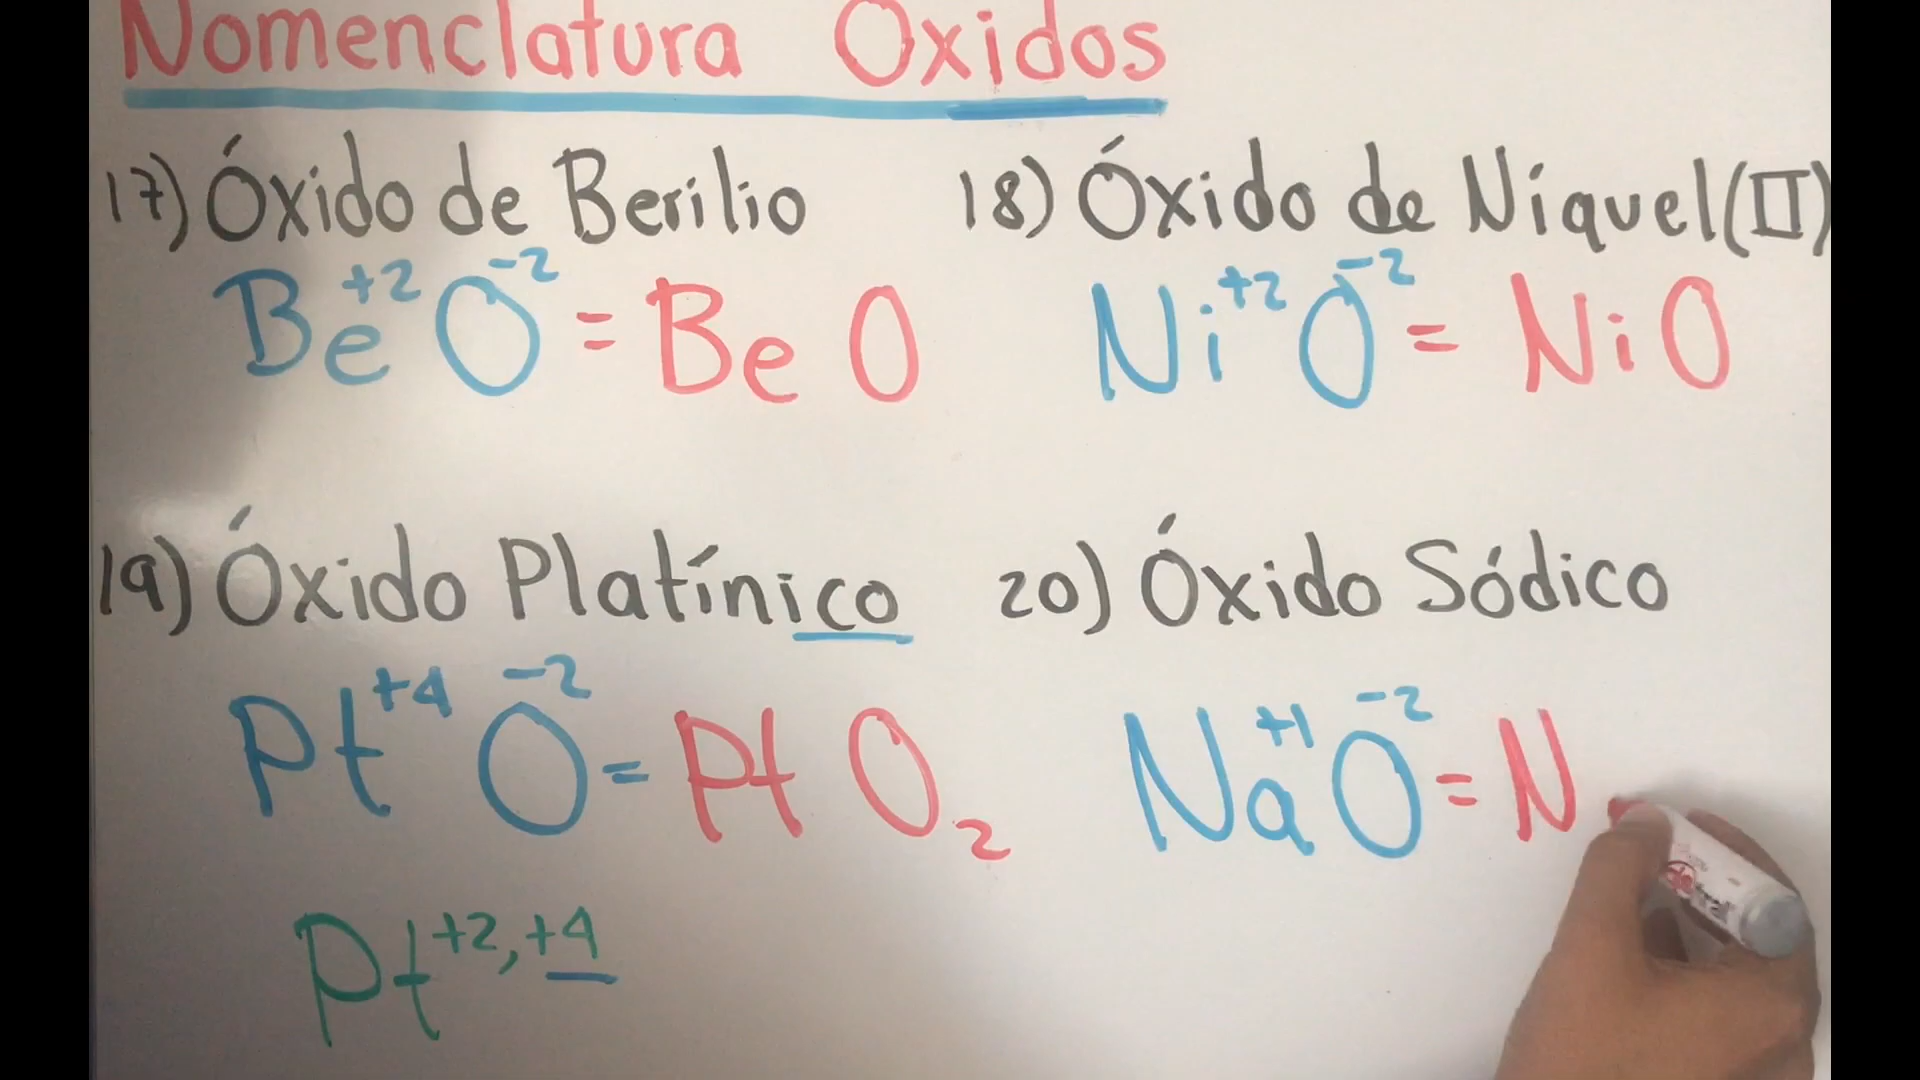 Nomenclatura Oxidos
17) Óxido de Berilio
Be+2 O-2 = Be O
18) Óxido de Níquel (II)
Ni+2 O-2 = Ni O
19) Óxido Platínico
Pt+4 O-2 = Pt O2
Pt+2, +4
20) Óxido Sódico
Na+1 O-2 = N